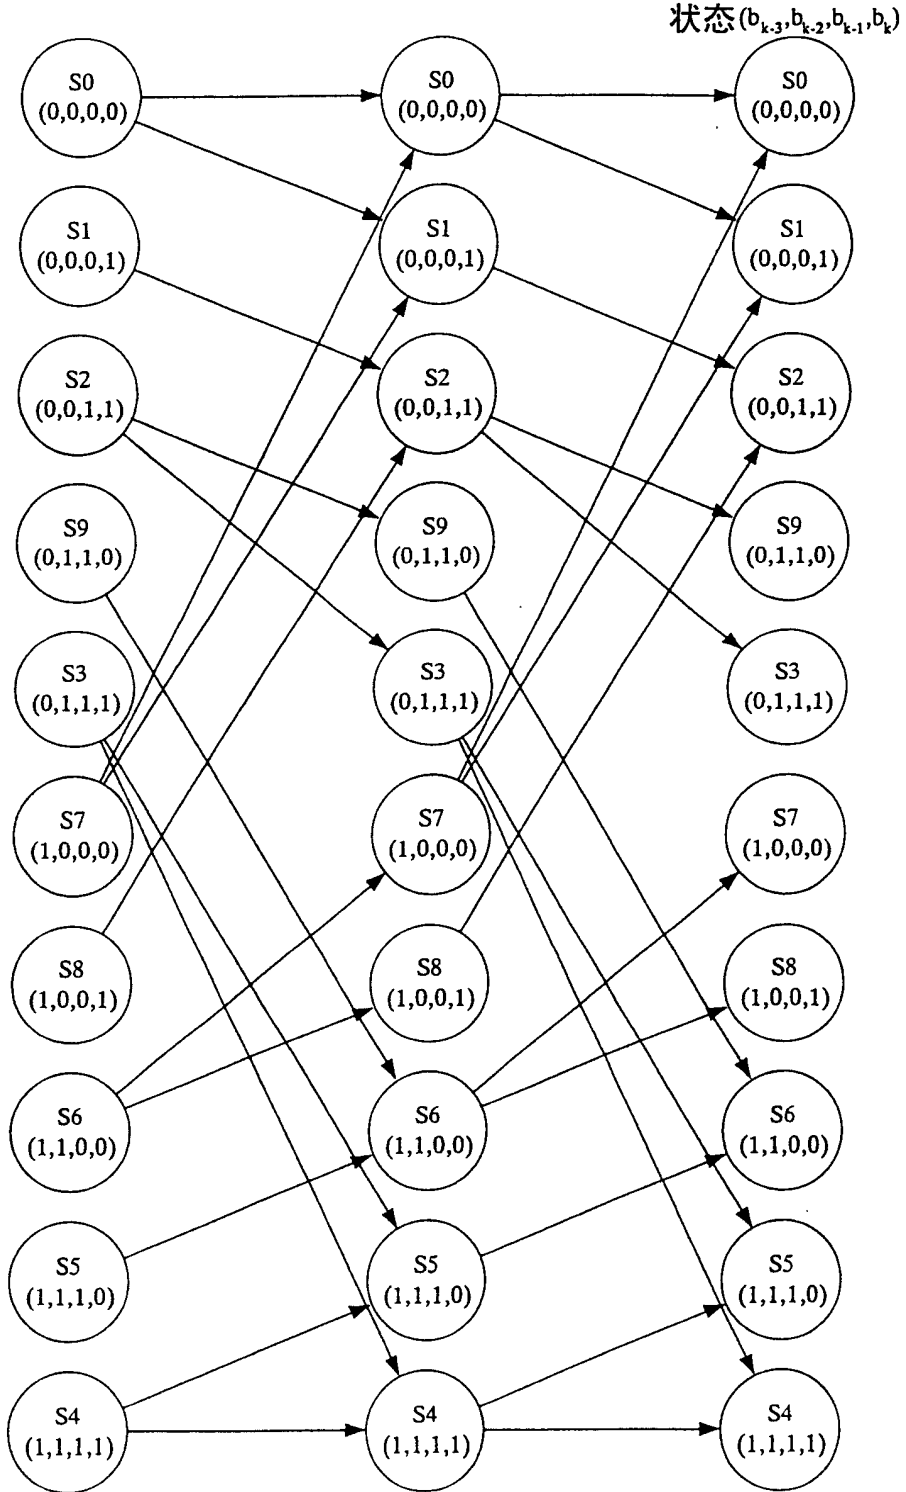 状态(b_{k-3},b_{k-2},b_{k-1},b_k)
S0
(0,0,0,0)
S0
(0,0,0,0)
S0
(0,0,0,0)
S1
(0,0,0,1)
S1
(0,0,0,1)
S1
(0,0,0,1)
S2
(0,0,1,1)
S2
(0,0,1,1)
S2
(0,0,1,1)
S9
(0,1,1,0)
S9
(0,1,1,0)
S9
(0,1,1,0)
S3
(0,1,1,1)
S3
(0,1,1,1)
S3
(0,1,1,1)
S7
(1,0,0,0)
S7
(1,0,0,0)
S7
(1,0,0,0)
S8
(1,0,0,1)
S8
(1,0,0,1)
S8
(1,0,0,1)
S6
(1,1,0,0)
S6
(1,1,0,0)
S6
(1,1,0,0)
S5
(1,1,1,0)
S5
(1,1,1,0)
S5
(1,1,1,0)
S4
(1,1,1,1)
S4
(1,1,1,1)
S4
(1,1,1,1)